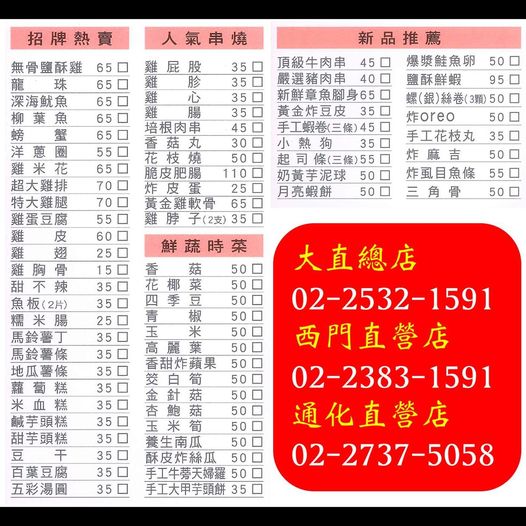 招牌熱賣
無骨鹽酥雞 65 □
龍珠 65 □
深海魷魚 65 □
柳葉魚 65 □
螃蟹 65 □
洋蔥圈 55 □
雞米花 65 □
超大雞排 70 □
特大雞腿 70 □
雞蛋豆腐 55 □
雞皮 60 □
雞翅 25 □
雞胸骨 15 □
甜不辣 35 □
魚板(2片) 35 □
糯米腸 25 □
馬鈴薯丁 35 □
馬鈴薯條 35 □
地瓜薯條 35 □
蘿蔔糕 35 □
米血糕 35 □
鹹芋頭糕 35 □
甜芋頭糕 35 □
豆干 35 □
百葉豆腐 35 □
五彩湯圓 35 □
人氣串燒
雞屁股 35 □
雞胗 35 □
雞心 35 □
雞腸 35 □
培根肉串 45 □
香菇丸 30 □
花枝燒 50 □
脆皮肥腸 110 □
炸皮蛋 25 □
黃金雞軟骨 65 □
雞脖子(2支) 35 □
鮮蔬時菜
香菇 50 □
花椰菜 50 □
四季豆 50 □
青椒 50 □
玉米 50 □
高麗菜 50 □
香甜炸蘋果 50 □
筊白筍 50 □
金針菇 50 □
杏鮑菇 50 □
玉米筍 50 □
養生南瓜 50 □
酥皮炸絲瓜 50 □
手工牛蒡天婦羅 50 □
手工大甲芋頭餅 35 □
新品推薦
頂級牛肉串 45 □
嚴選豬肉串 40 □
新鮮章魚腳身 65 □
黃金炸豆皮 35 □
手工蝦卷(三條) 45 □
小熱狗 35 □
起司條(三條) 55 □
奶黃芋泥球 50 □
月亮蝦餅 50 □
爆漿鮭魚卵 50 □
鹽酥鮮蝦 95 □
螺(銀)絲卷(3顆) 50 □
炸oreo 50 □
手工花枝丸 35 □
炸麻吉 50 □
炸虱目魚條 55 □
三角骨 50 □
大直總店
02-2532-1591
西門直營店
02-2383-1591
通化直營店
02-2737-5058